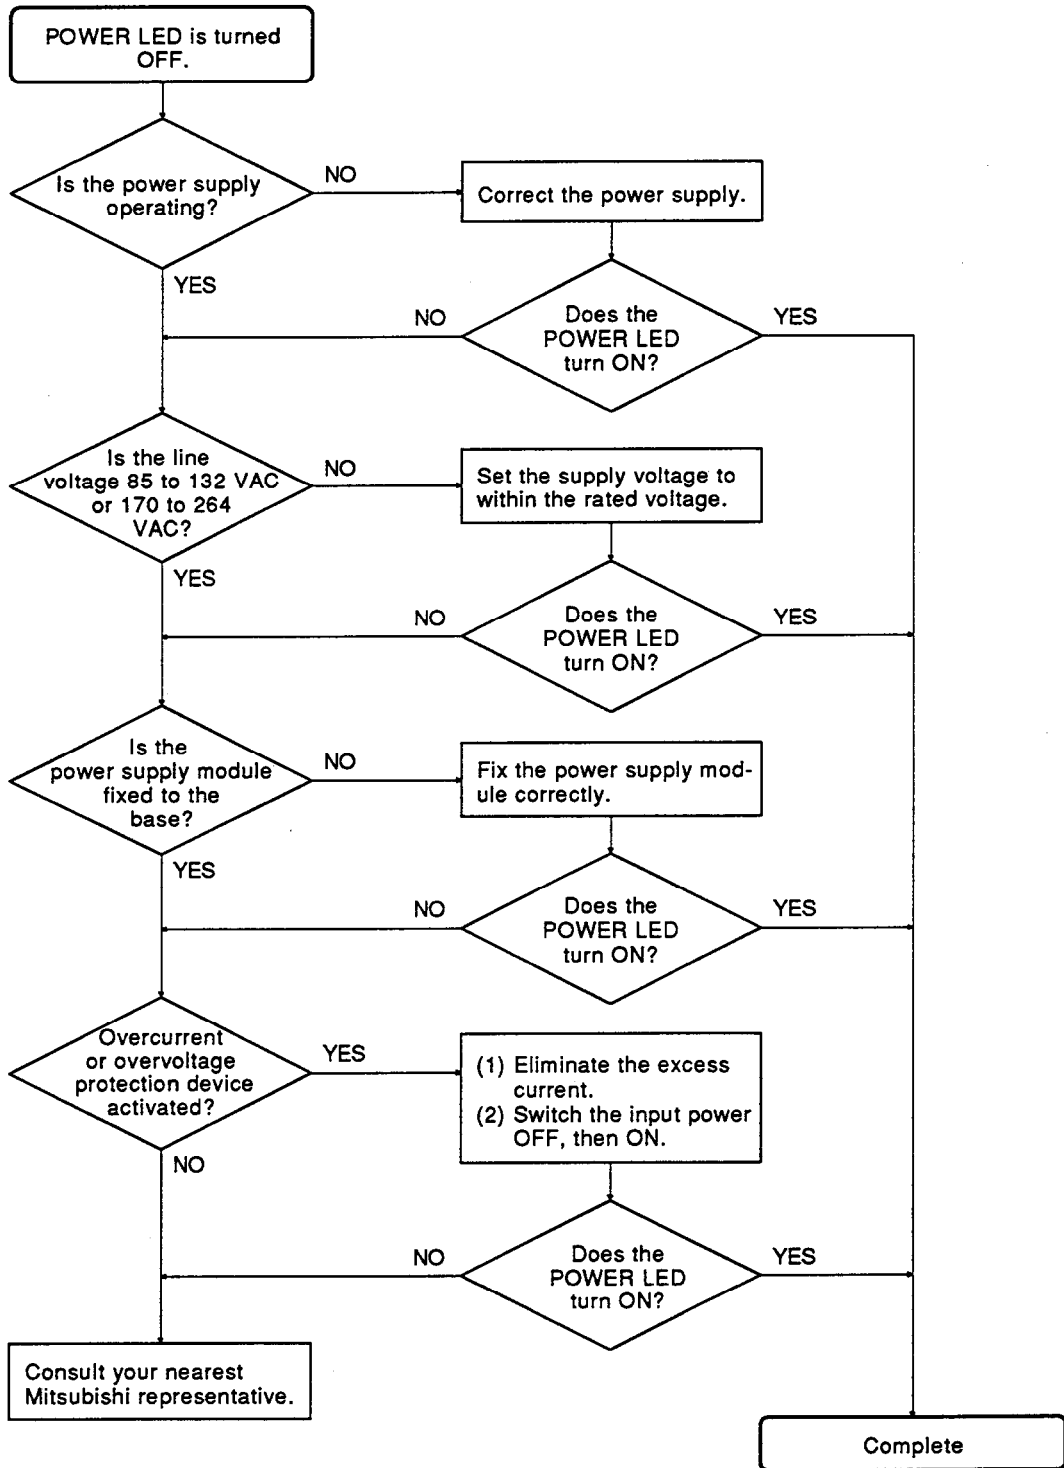 POWER LED is turned
OFF.
Is the power supply
operating?
NO
Correct the power supply.
YES
Does the
POWER LED
turn ON?
NO
YES
Is the line
voltage 85 to 132 VAC
or 170 to 264
VAC?
NO
Set the supply voltage to
within the rated voltage.
YES
Does the
POWER LED
turn ON?
NO
YES
Is the
power supply module
fixed to the
base?
NO
Fix the power supply mod-
ule correctly.
YES
Does the
POWER LED
turn ON?
NO
YES
Overcurrent
or overvoltage
protection device
activated?
YES
(1) Eliminate the excess
current.
(2) Switch the input power
OFF, then ON.
NO
Does the
POWER LED
turn ON?
NO
YES
Consult your nearest
Mitsubishi representative.
Complete